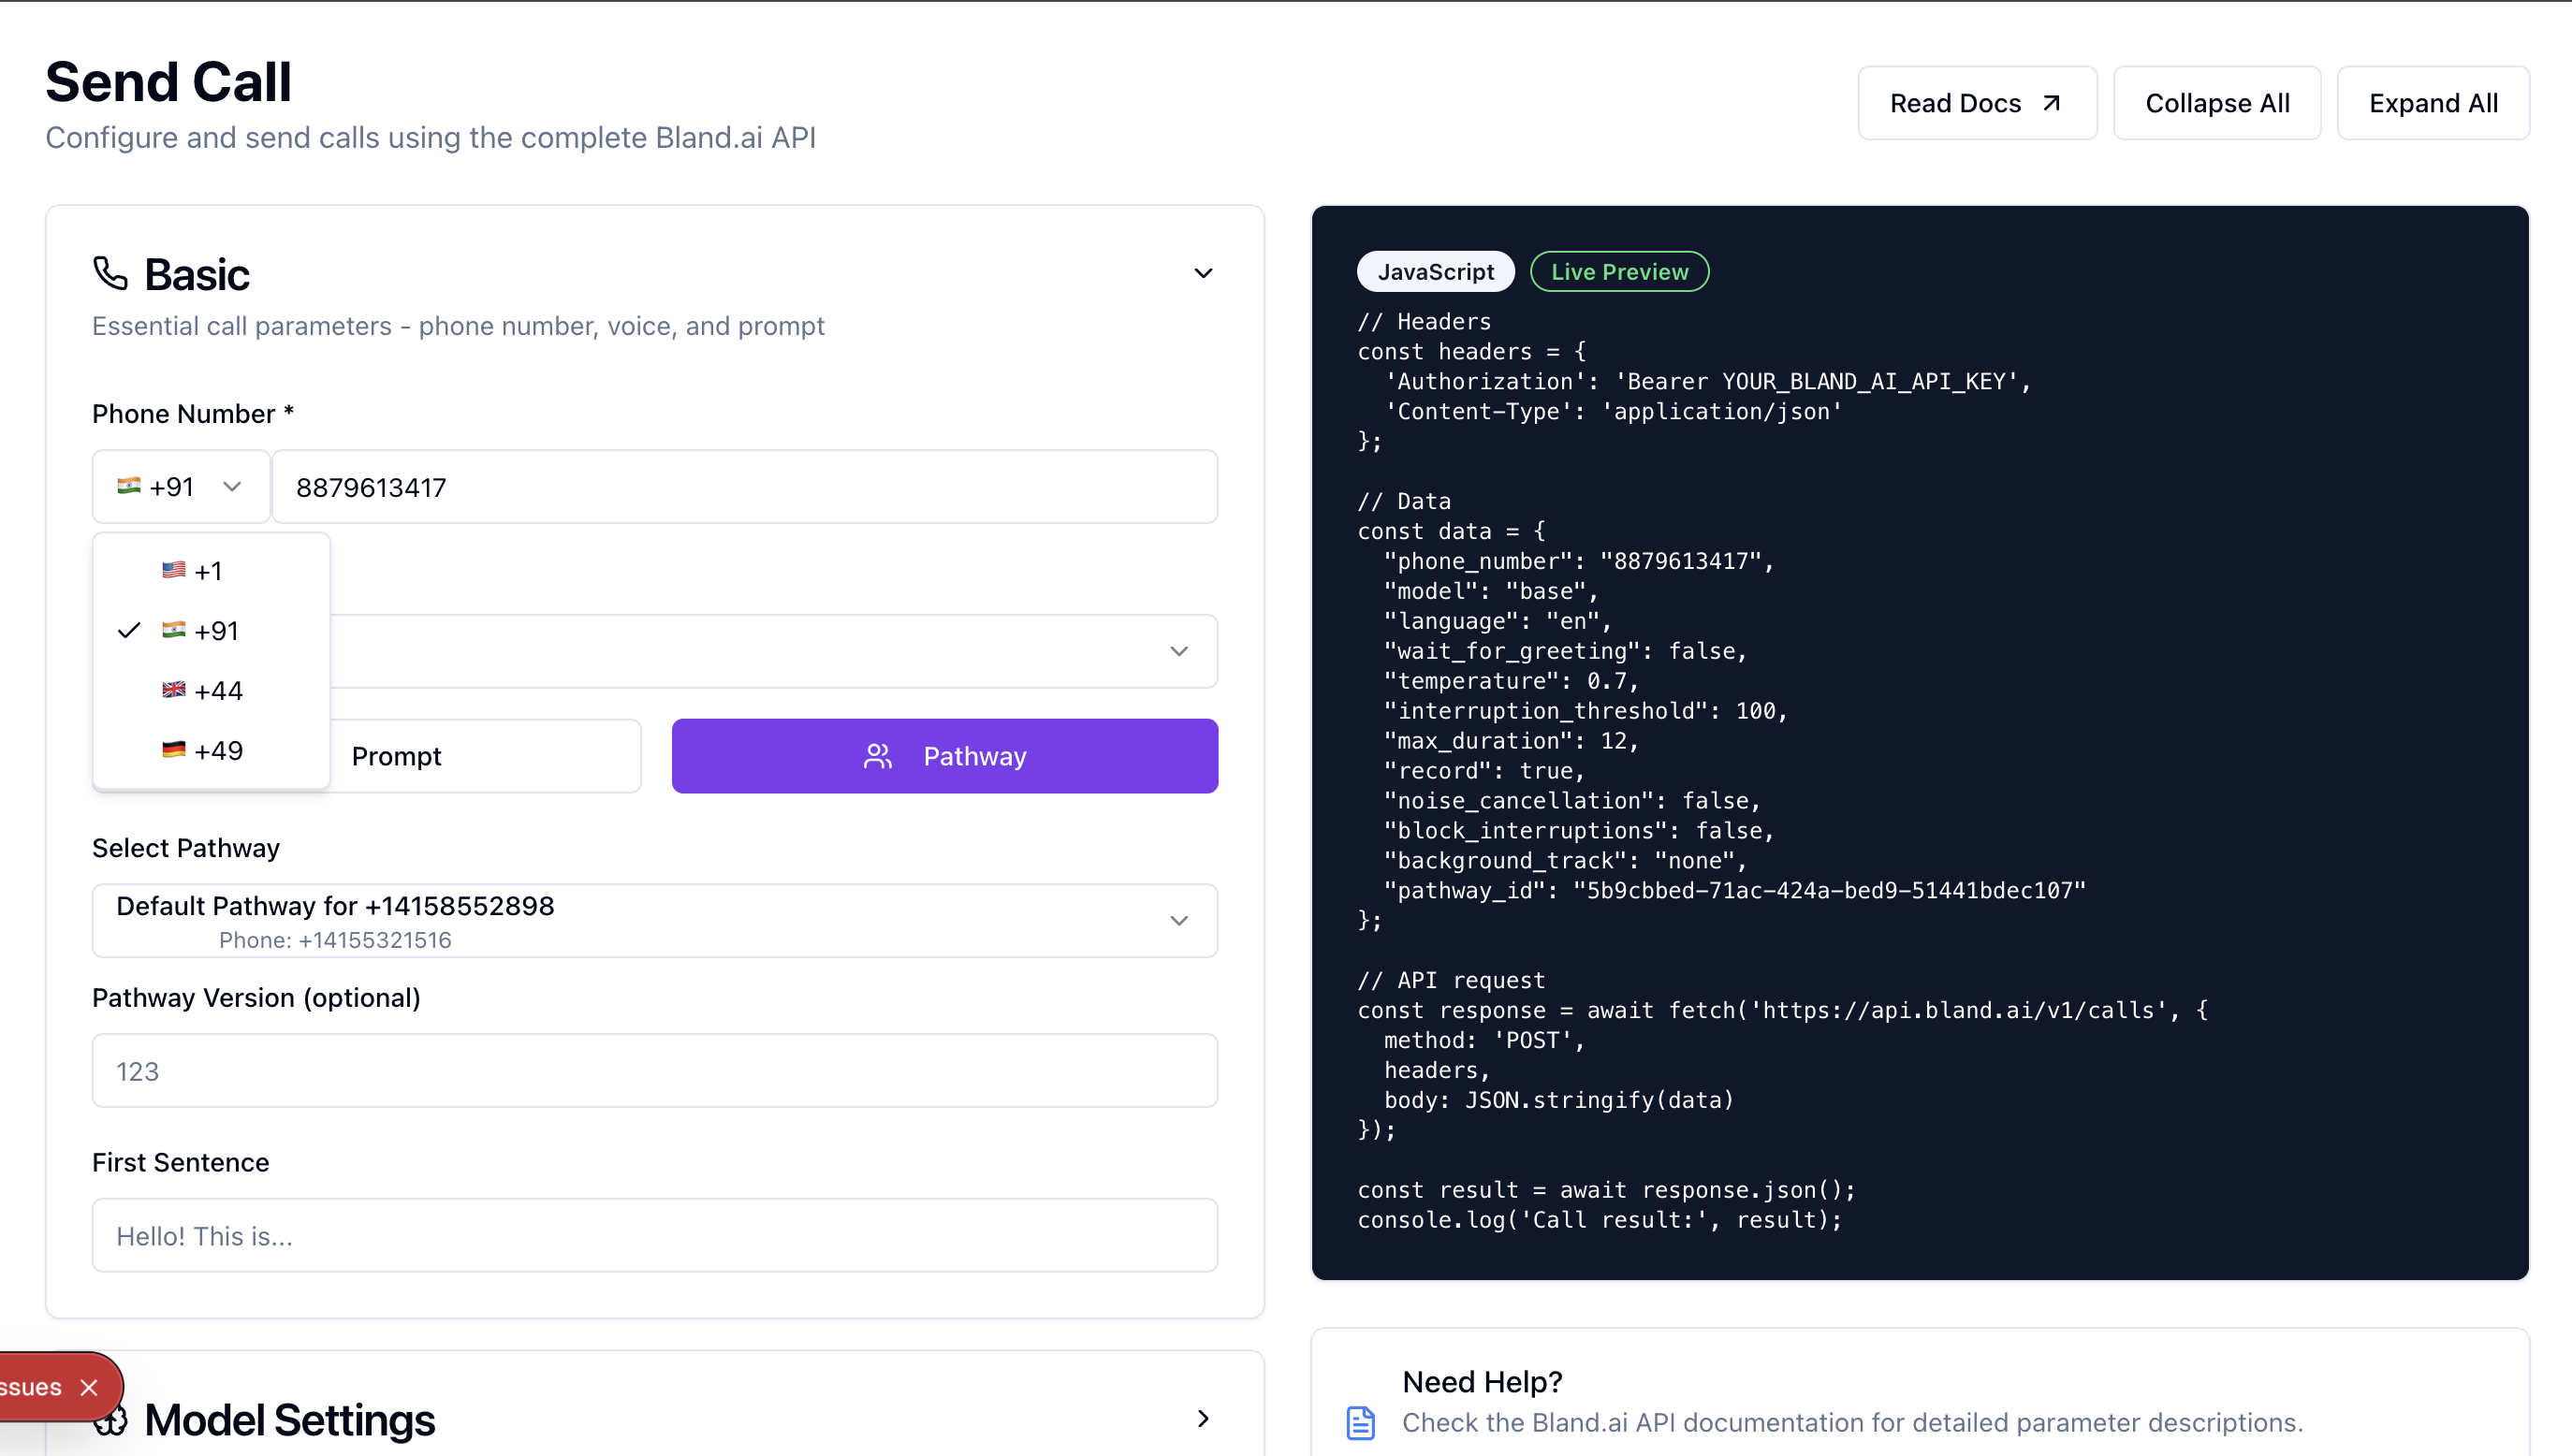 Send Call
Configure and send calls using the complete Bland.ai API
Read Docs
Collapse All
Expand All
Basic
Essential call parameters - phone number, voice, and prompt
Phone Number *
+91
8879613417
+1
+91
+44
+49
Prompt
Pathway
Select Pathway
Default Pathway for +14158552898
Phone: +14155321516
Pathway Version (optional)
123
First Sentence
Hello! This is...
ssues
Model Settings
JavaScript
Live Preview
// Headers
const headers = {
  'Authorization': 'Bearer YOUR_BLAND_AI_API_KEY',
  'Content-Type': 'application/json'
};
// Data
const data = {
  "phone_number": "8879613417",
  "model": "base",
  "language": "en",
  "wait_for_greeting": false,
  "temperature": 0.7,
  "interruption_threshold": 100,
  "max_duration": 12,
  "record": true,
  "noise_cancellation": false,
  "block_interruptions": false,
  "background_track": "none",
  "pathway_id": "5b9cbbed-71ac-424a-bed9-51441bdec107"
};
// API request
const response = await fetch('https://api.bland.ai/v1/calls', {
  method: 'POST',
  headers,
  body: JSON.stringify(data)
});
const result = await response.json();
console.log('Call result:', result);
Need Help?
Check the Bland.ai API documentation for detailed parameter descriptions.